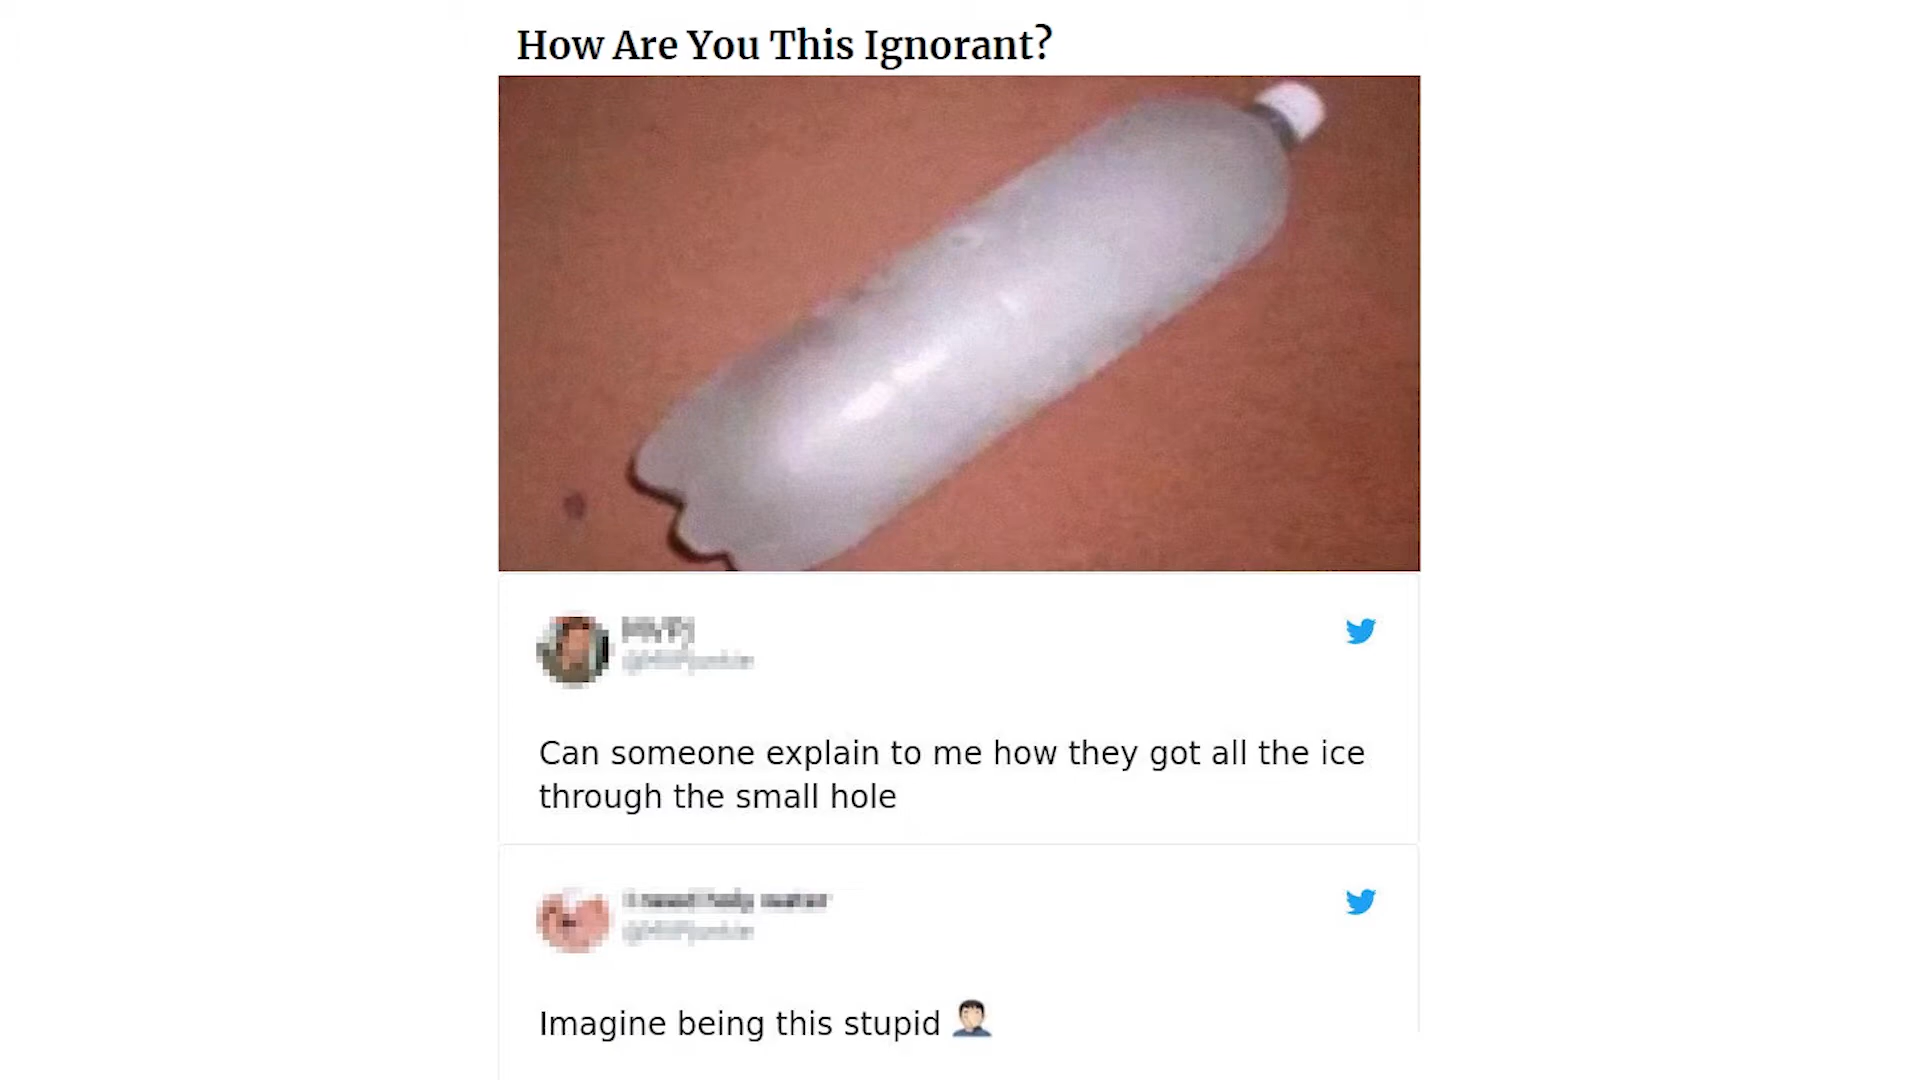 How Are You This Ignorant?
Can someone explain to me how they got all the ice
through the small hole
Imagine being this stupid 🤦🏻‍♂️